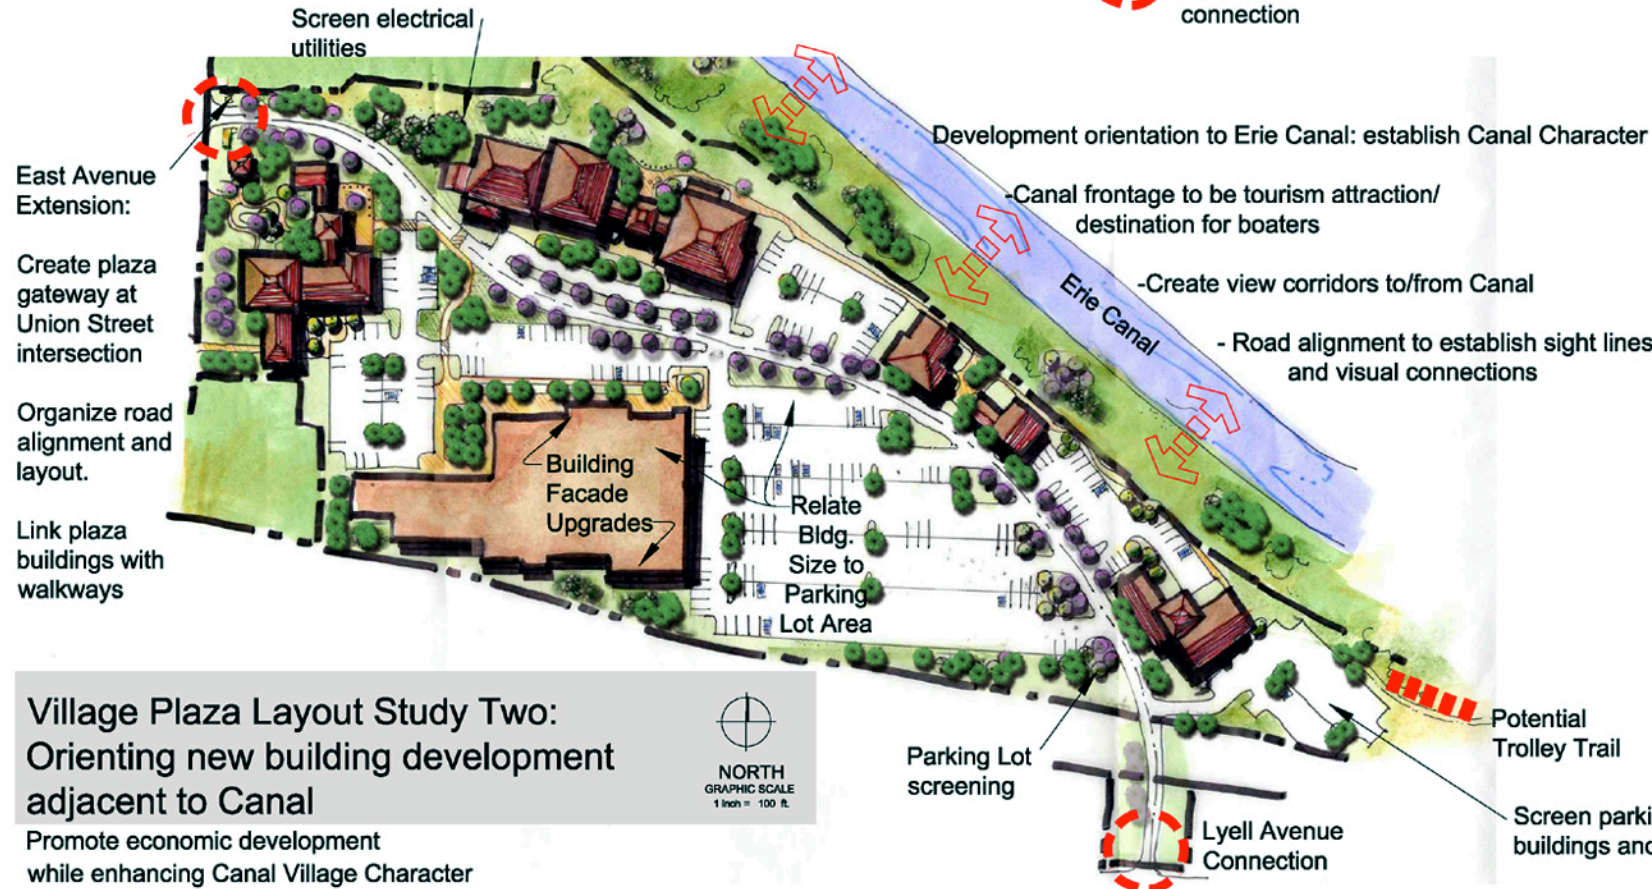 connection
Screen electrical
utilities
Development orientation to Erie Canal: establish Canal Character
East Avenue
Extension:
-Canal frontage to be tourism attraction/
destination for boaters
Create plaza
gateway at
Union Street
intersection
-Create view corridors to/from Canal
Erie Canal
- Road alignment to establish sight lines
and visual connections
Organize road
alignment and
layout.
Building
Facade
Upgrades
Relate
Bldg.
Size to
Parking
Lot Area
Link plaza
buildings with
walkways
Village Plaza Layout Study Two:
Orienting new building development
adjacent to Canal
NORTH
GRAPHIC SCALE
1 inch = 100 ft.
Promote economic development
while enhancing Canal Village Character
Parking Lot
screening
Potential
Trolley Trail
Lyell Avenue
Connection
Screen parki
buildings and